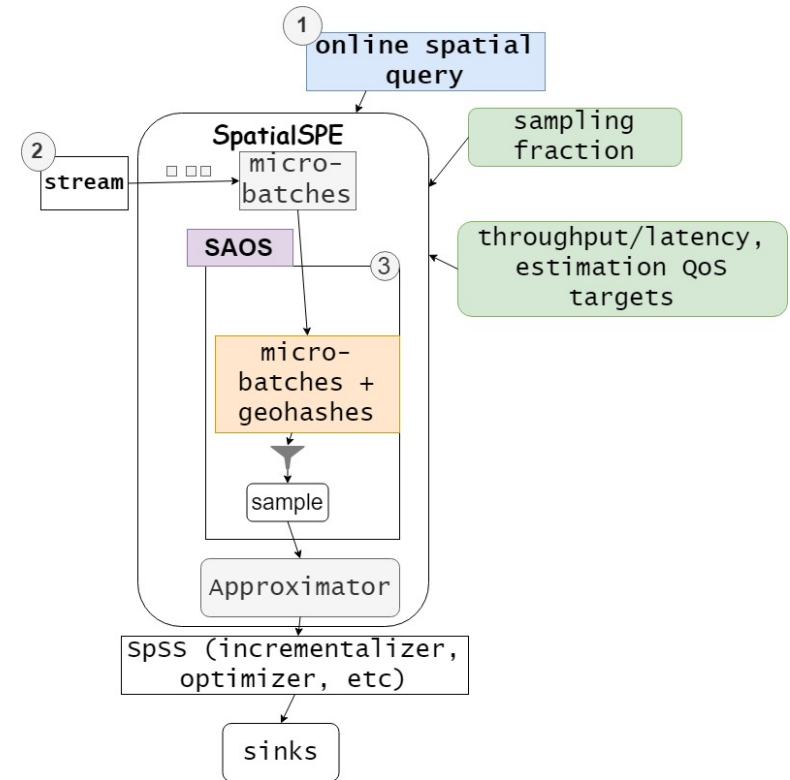 1
online spatial
query
SpatialSPE
sampling
fraction
2
stream
micro-
batches
throughput/latency,
estimation QoS
targets
SAOS
3
micro-
batches +
geohashes
sample
Approximator
SpSS (incrementalizer,
optimizer, etc)
sinks